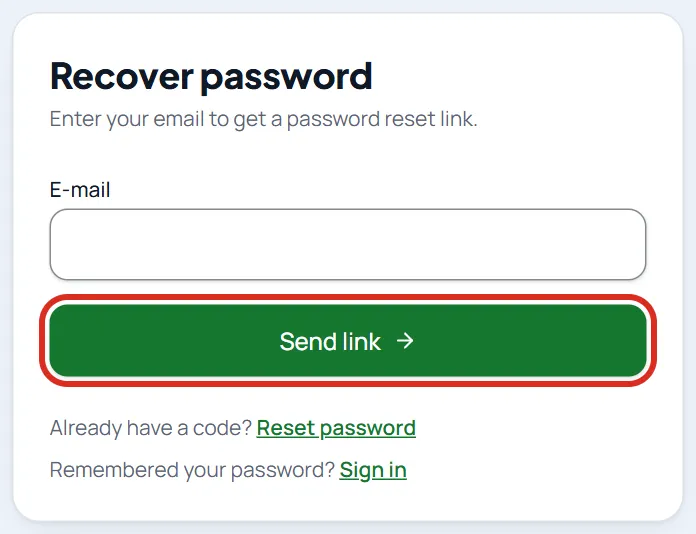 Recover password
Enter your email to get a password reset link.
E-mail
Send link →
Already have a code? Reset password
Remembered your password? Sign in